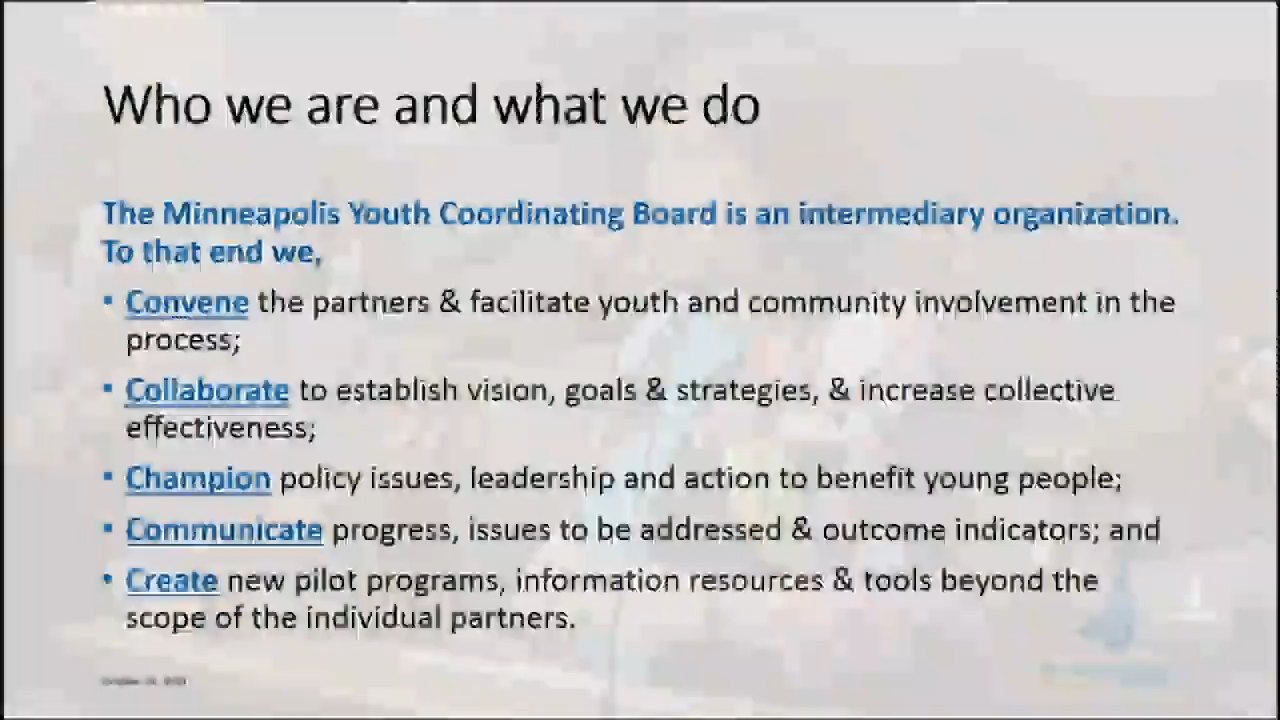 Who we are and what we do
The Minneapolis Youth Coordinating Board is an intermediary organization.
To that end we,
▪ Convene the partners & facilitate youth and community involvement in the
process;
▪ Collaborate to establish vision, goals & strategies, & increase collective
effectiveness;
▪ Champion policy issues, leadership and action to benefit young people;
▪ Communicate progress, issues to be addressed & outcome indicators; and
• Create new pilot programs, information resources & tools beyond the
scope of the individual partners.